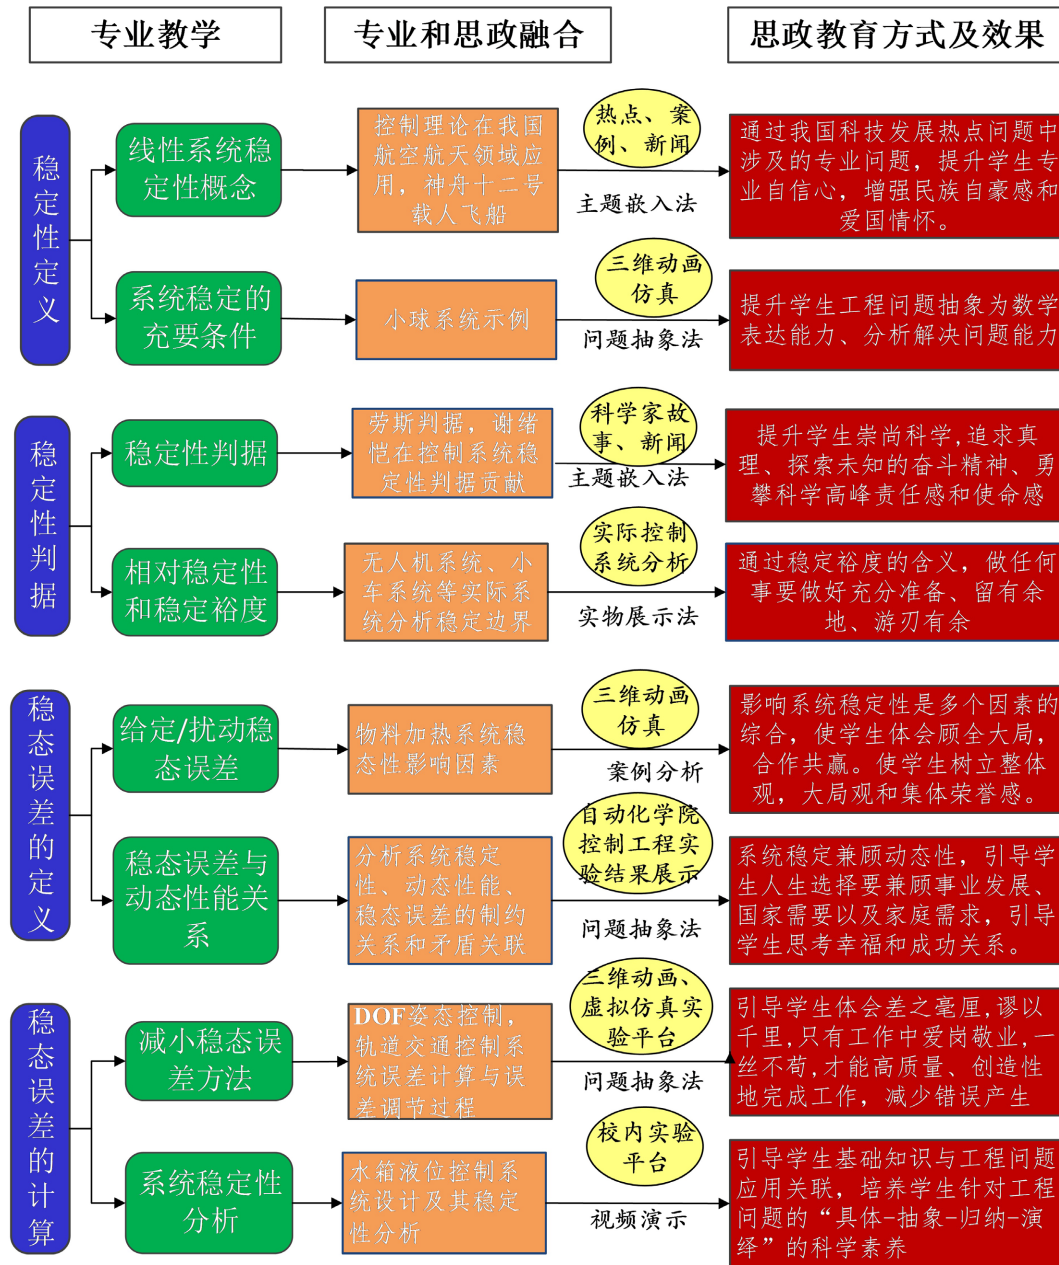 专业教学
专业和思政融合
思政教育方式及效果
稳定性定义
线性系统稳
定性概念
控制理论在我国
航空航天领域应
用，神舟十二号
载人飞船
热点、案
例、新闻
主题嵌入法
通过我国科技发展热点问题中
涉及的专业问题，提升学生专
业自信心，增强民族自豪感和
爱国情怀。
系统稳定的
充要条件
小球系统示例
三维动画
仿真
问题抽象法
提升学生工程问题抽象为数学
表达能力、分析解决问题能力
稳定性判据
稳定性判据
劳斯判据，谢绪
恺在控制系统稳
定性判据贡献
科学家故
事、新闻
主题嵌入法
提升学生崇尚科学,追求真
理、探索未知的奋斗精神、勇
攀科学高峰责任感和使命感
相对稳定性
和稳定裕度
无人机系统、小
车系统等实际系
统分析稳定边界
实际控制
系统分析
实物展示法
通过稳定裕度的含义，做任何
事要做好充分准备、留有余
地、游刃有余
稳态误差的定义
给定/扰动稳
态误差
物料加热系统稳
态性影响因素
三维动画
仿真
案例分析
影响系统稳定性是多个因素的
综合，使学生体会顾全大局，
合作共赢。使学生树立整体
观，大局观和集体荣誉感。
稳态误差与
动态性能关
系
分析系统稳定
性、动态性能、
稳态误差的制约
关系和矛盾关联
自动化学院
控制工程实
验结果展示
问题抽象法
系统稳定兼顾动态性，引导学
生人生选择要兼顾事业发展、
国家需要以及家庭需求，引导
学生思考幸福和成功关系。
稳态误差的计算
减小稳态误
差方法
DOF姿态控制，
轨道交通控制系
统误差计算与误
差调节过程
三维动画、
虚拟仿真实
验平台
问题抽象法
引导学生体会差之毫厘，谬以
千里,只有工作中爱岗敬业,一
丝不苟,才能高质量、创造性
地完成工作，减少错误产生
系统稳定性
分析
水箱液位控制系
统设计及其稳定
性分析
校内实验
平台
视频演示
引导学生基础知识与工程问题
应用关联，培养学生针对工程
问题的“具体-抽象-归纳-演
绎”的科学素养